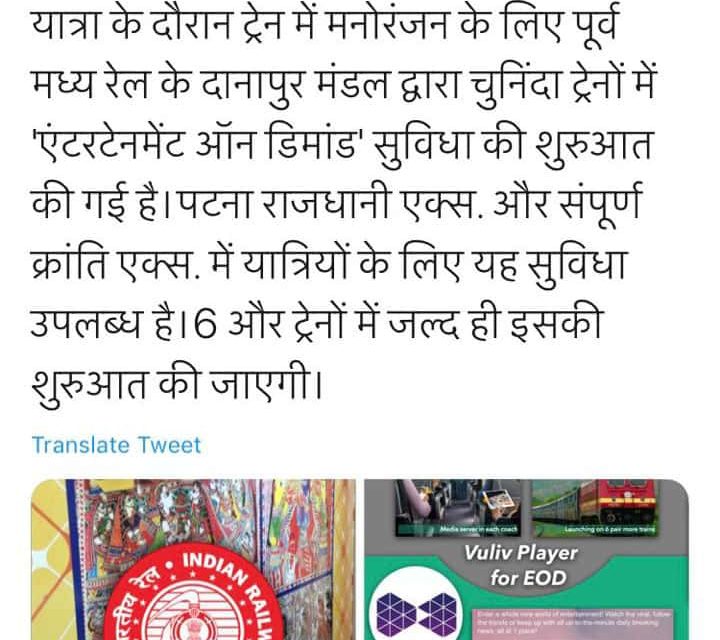 यात्रा के दौरान ट्रेन में मनोरंजन के लिए पूर्व
मध्य रेल के दानापुर मंडल द्वारा चुनिंदा ट्रेनों में
'एंटरटेनमेंट ऑन डिमांड' सुविधा की शुरुआत
की गई है।पटना राजधानी एक्स. और संपूर्ण
क्रांति एक्स. में यात्रियों के लिए यह सुविधा
उपलब्ध है।6 और ट्रेनों में जल्द ही इसकी
शुरुआत की जाएगी।
Translate Tweet
Media server in each coach
Launching on 6 pair more trains
Vuliv Player
for EOD
INDIAN
Enter a whole new world of entertainment! Watch the viral, follow
the trends or keep up with all up-to-the-minute daily breaking
news, all at 1 place!